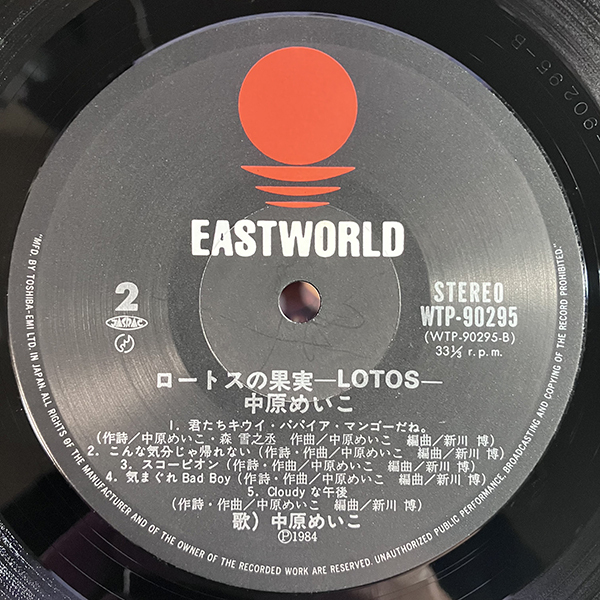 EASTWORLD
2
JASRAC
STEREO
WTP-90295
(WTP-90295-B)
33⅓ r.p.m.
ロートスの果実—LOTOS—
中原めいこ
1. 君たちキウイ・パパイア・マンゴーだね。
(作詩／中原めいこ・森 雪之丞 作曲／中原めいこ 編曲／新川 博)
2. こんな気分じゃ帰れない (作詩・作曲／中原めいこ 編曲／新川 博)
3. スコーピオン (作詩・作曲／中原めいこ 編曲／新川 博)
4. 気まぐれ Bad Boy (作詩・作曲／中原めいこ 編曲／新川 博)
5. Cloudy な午後
(作詩・作曲／中原めいこ 編曲／新川 博)
歌) 中原めいこ
Ⓟ1984
"MFD. BY TOSHIBA-EMI LTD. IN JAPAN. ALL RIGHTS OF THE MANUFACTURER AND OF THE OWNER OF THE RECORDED WORK ARE RESERVED. UNAUTHORIZED PUBLIC PERFORMANCE, BROADCASTING AND COPYING OF THE RECORD PROHIBITED."
90295-B